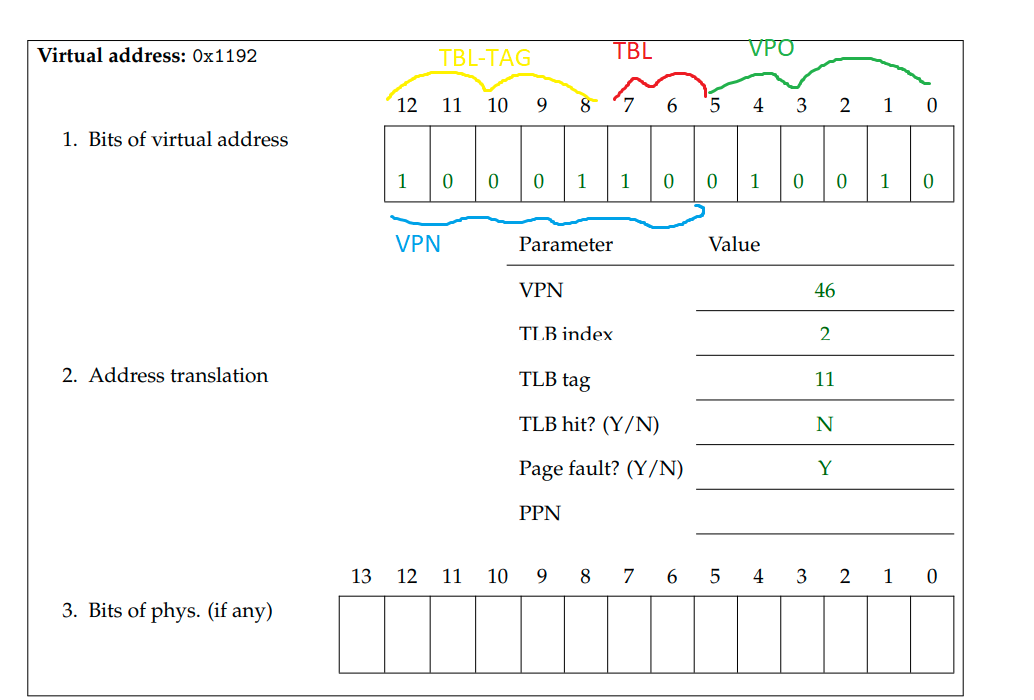 TBL-TAG TBL VPO
Virtual address: 0x1192
12 11 10 9 8 7 6 5 4 3 2 1 0
1. Bits of virtual address
1 0 0 0 1 1 0 0 1 0 0 1 0
VPN
Parameter Value
VPN 46
TLB index 2
2. Address translation
TLB tag 11
TLB hit? (Y/N) N
Page fault? (Y/N) Y
PPN
13 12 11 10 9 8 7 6 5 4 3 2 1 0
3. Bits of phys. (if any)